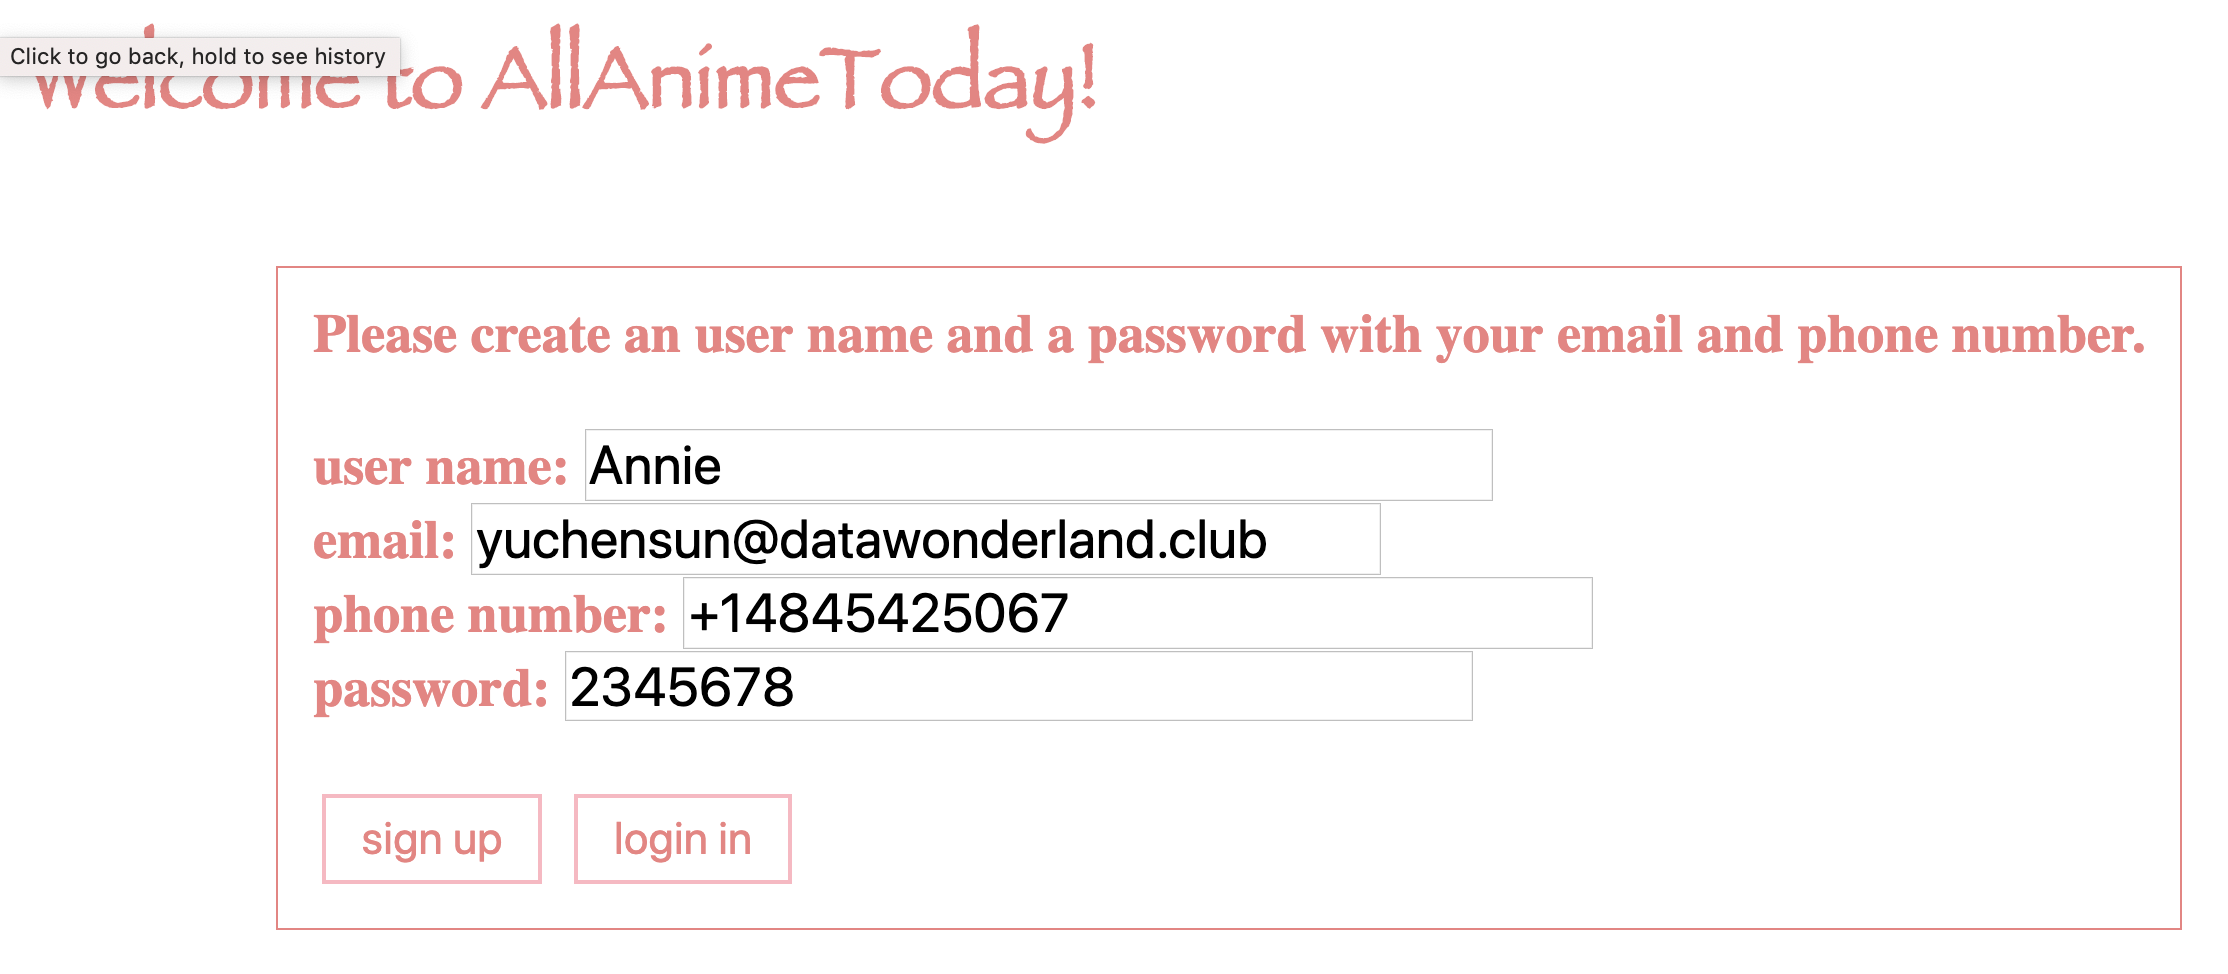 Click to go back, hold to see history
Welcome to AllAnimeToday!
Please create an user name and a password with your email and phone number.
user name: Annie
email: yuchensun@datawonderland.club
phone number: +14845425067
password: 2345678
sign up login in